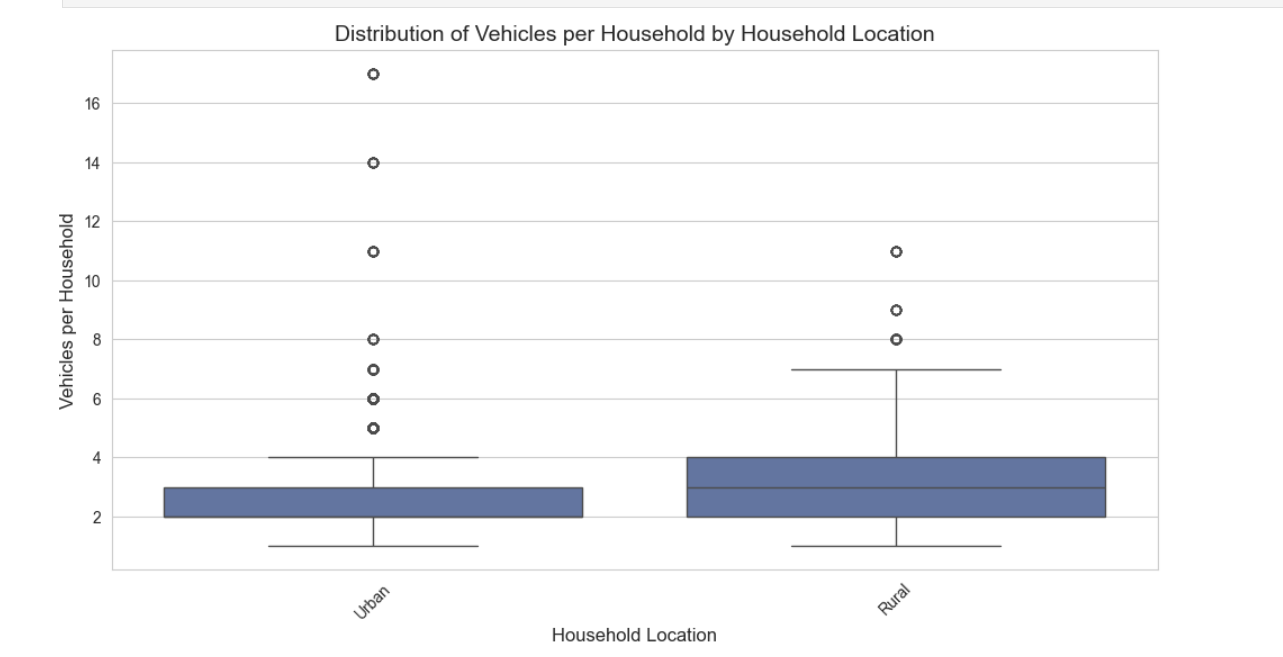 Distribution of Vehicles per Household by Household Location
Vehicles per Household
16
14
12
10
8
6
4
2
Urban
Rural
Household Location